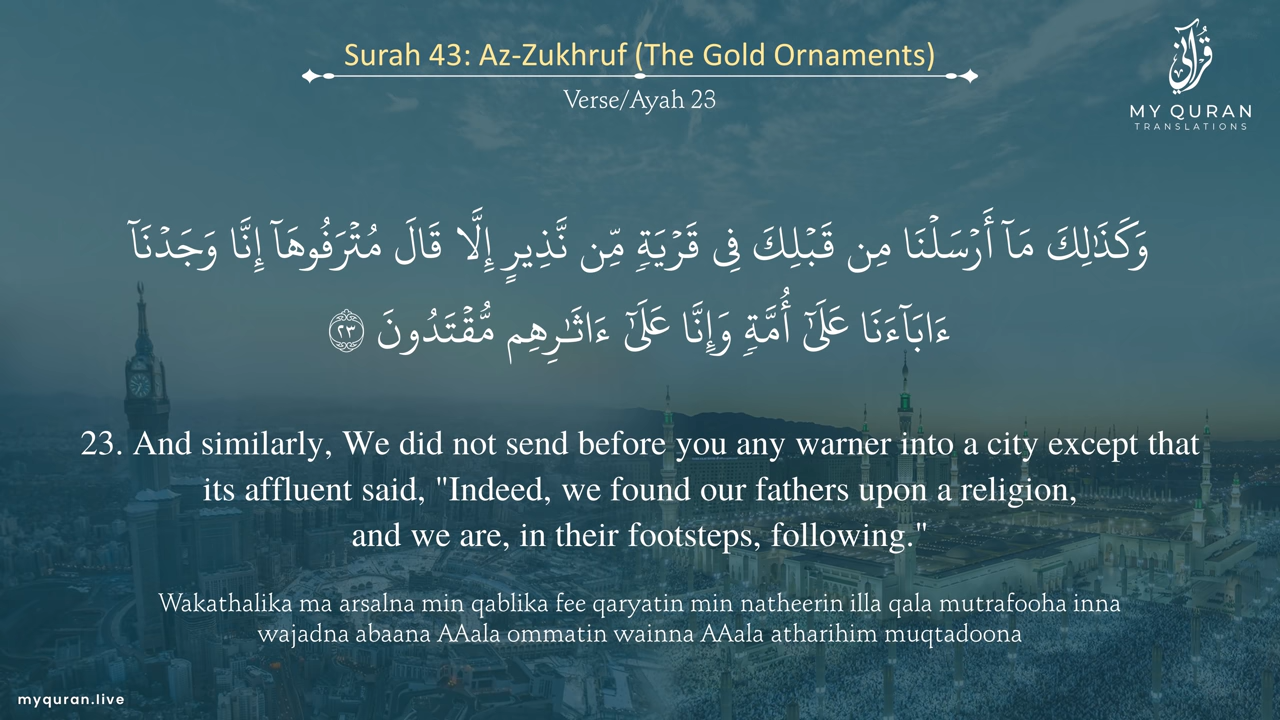 Surah 43: Az-Zukhruf (The Gold Ornaments)
Verse/Ayah 23
قرآني
MY QURAN
TRANSLATIONS
وَكَذَٰلِكَ مَآ أَرْسَلْنَا مِن قَبْلِكَ فِى قَرْيَةٍ مِّن نَّذِيرٍ إِلَّا قَالَ مُتْرَفُوهَآ إِنَّا وَجَدْنَآ
ءَابَآءَنَا عَلَىٰٓ أُمَّةٍ وَإِنَّا عَلَىٰٓ ءَاثَـٰرِهِم مُّقْتَدُونَ ٢٣
23. And similarly, We did not send before you any warner into a city except that
its affluent said, "Indeed, we found our fathers upon a religion,
and we are, in their footsteps, following."
Wakathalika ma arsalna min qablika fee qaryatin min natheerin illa qala mutrafooha inna
wajadna abaana AAala ommatin wainna AAala atharihim muqtadoona
myquran.live